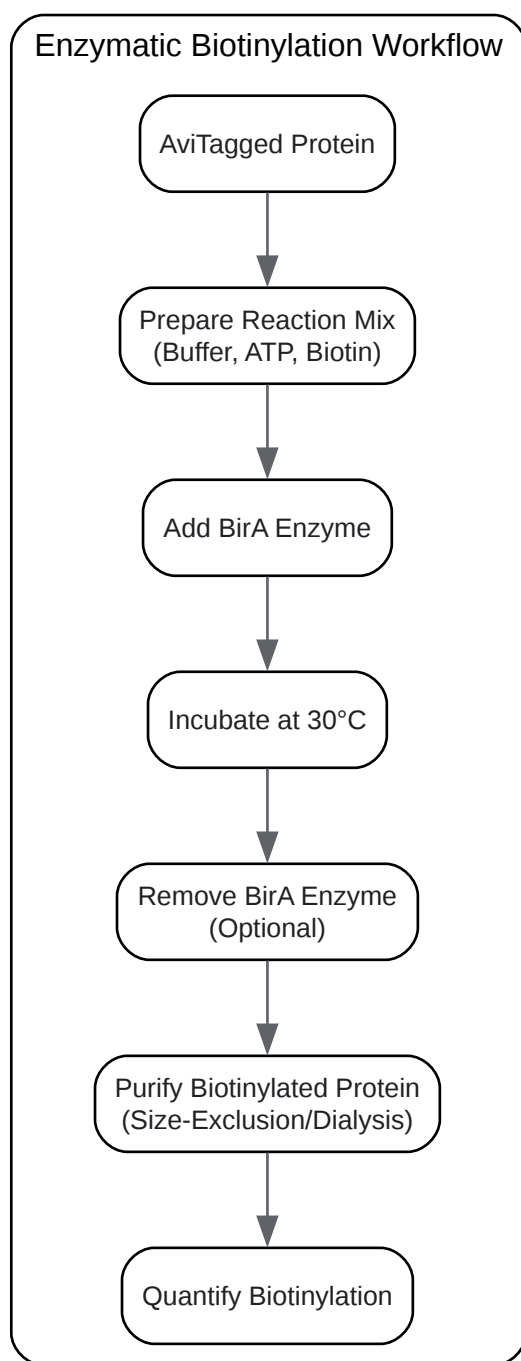 Enzymatic Biotinylation Workflow
AviTagged Protein
Prepare Reaction Mix
(Buffer, ATP, Biotin)
Add BirA Enzyme
Incubate at 30°C
Remove BirA Enzyme
(Optional)
Purify Biotinylated Protein
(Size-Exclusion/Dialysis)
Quantify Biotinylation